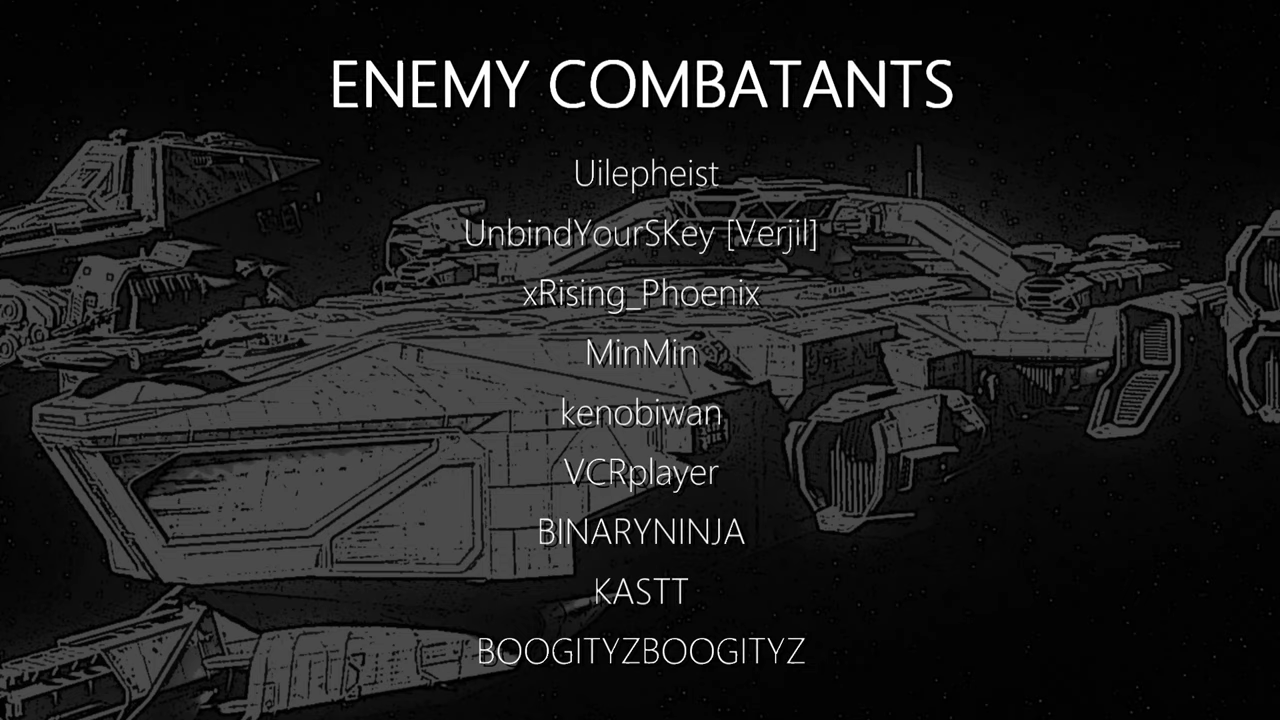 ENEMY COMBATANTS
Uilepheist
UnbindYourSKey [Verjil]
xRising_Phoenix
MinMin
kenobiwan
VCRplayer
BINARYNINJA
KASTT
BOOGITYZBOOGITYZ